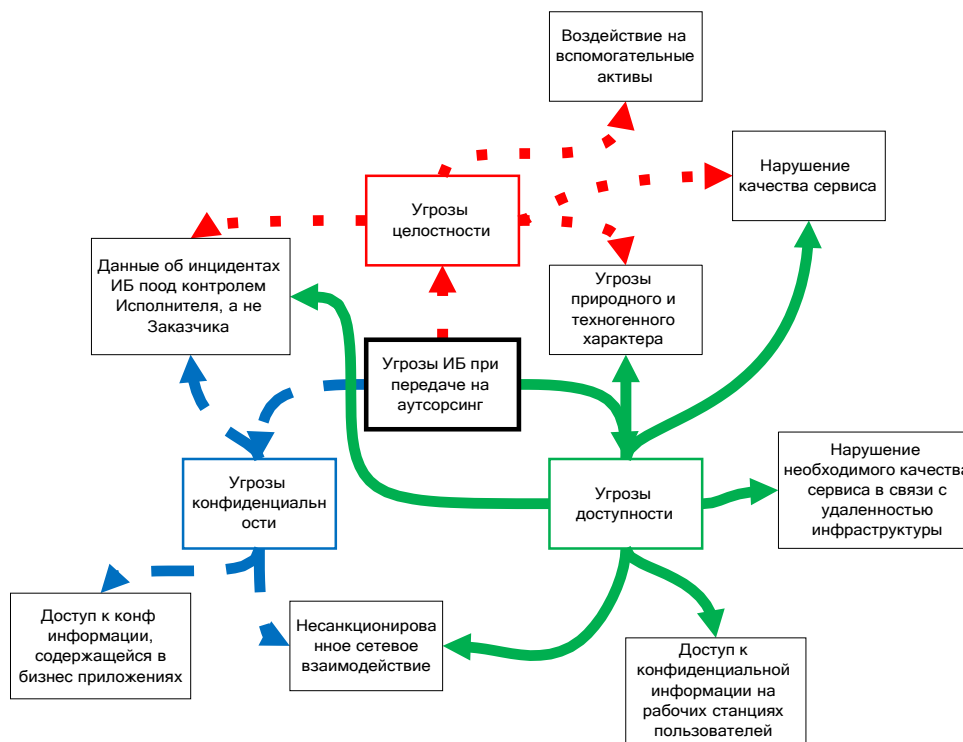 Воздействие на
вспомогательные
активы
Нарушение
качества сервиса
Угрозы
целостности
Данные об инцидентах
ИБ поод контролем
Исполнителя, а не
Заказчика
Угрозы
природного и
техногенного
характера
Угрозы ИБ при
передаче на
аутсорсинг
Угрозы
конфиденциальн
ости
Угрозы
доступности
Нарушение
необходимого качества
сервиса в связи с
удаленностью
инфраструктуры
Доступ к конф
информации,
содержащейся в
бизнес приложениях
Несанкционирова
нное сетевое
взаимодействие
Доступ к
конфиденциальной
информации на
рабочих станциях
пользователей